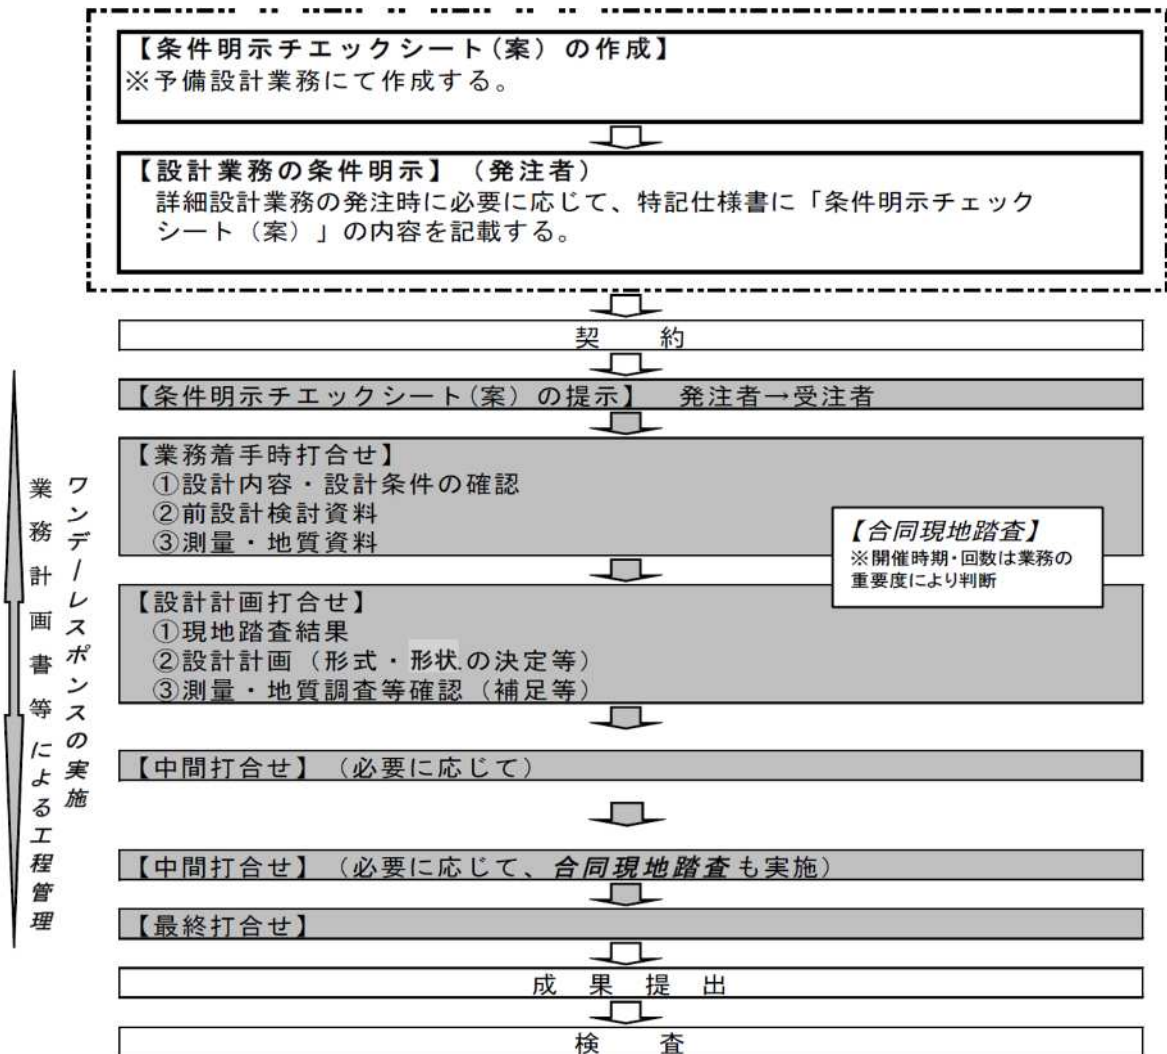 【条件明示チエックシート(案)の作成】
※予備設計業務にて作成する。
【設計業務の条件明示】(発注者)
詳細設計業務の発注時に必要に応じて、特記仕様書に「条件明示チェック
シート(案)」の内容を記載する。
契 約
【条件明示チエックシート(案)の提示】 発注者→受注者
【業務着手時打合せ】
①設計内容・設計条件の確認
②前設計検討資料
③測量・地質資料
【合同現地踏査】
※開催時期・回数は業務の
重要度により判断
【設計計画打合せ】
①現地踏査結果
②設計計画(形式・形状.の決定等)
③測量・地質調査等確認(補足等)
【中間打合せ】(必要に応じて)
【中間打合せ】(必要に応じて、合同現地踏査も実施)
【最終打合せ】
成 果 提 出
検 査
ワンデーレスポンスの実施
業務計画書等による工程管理